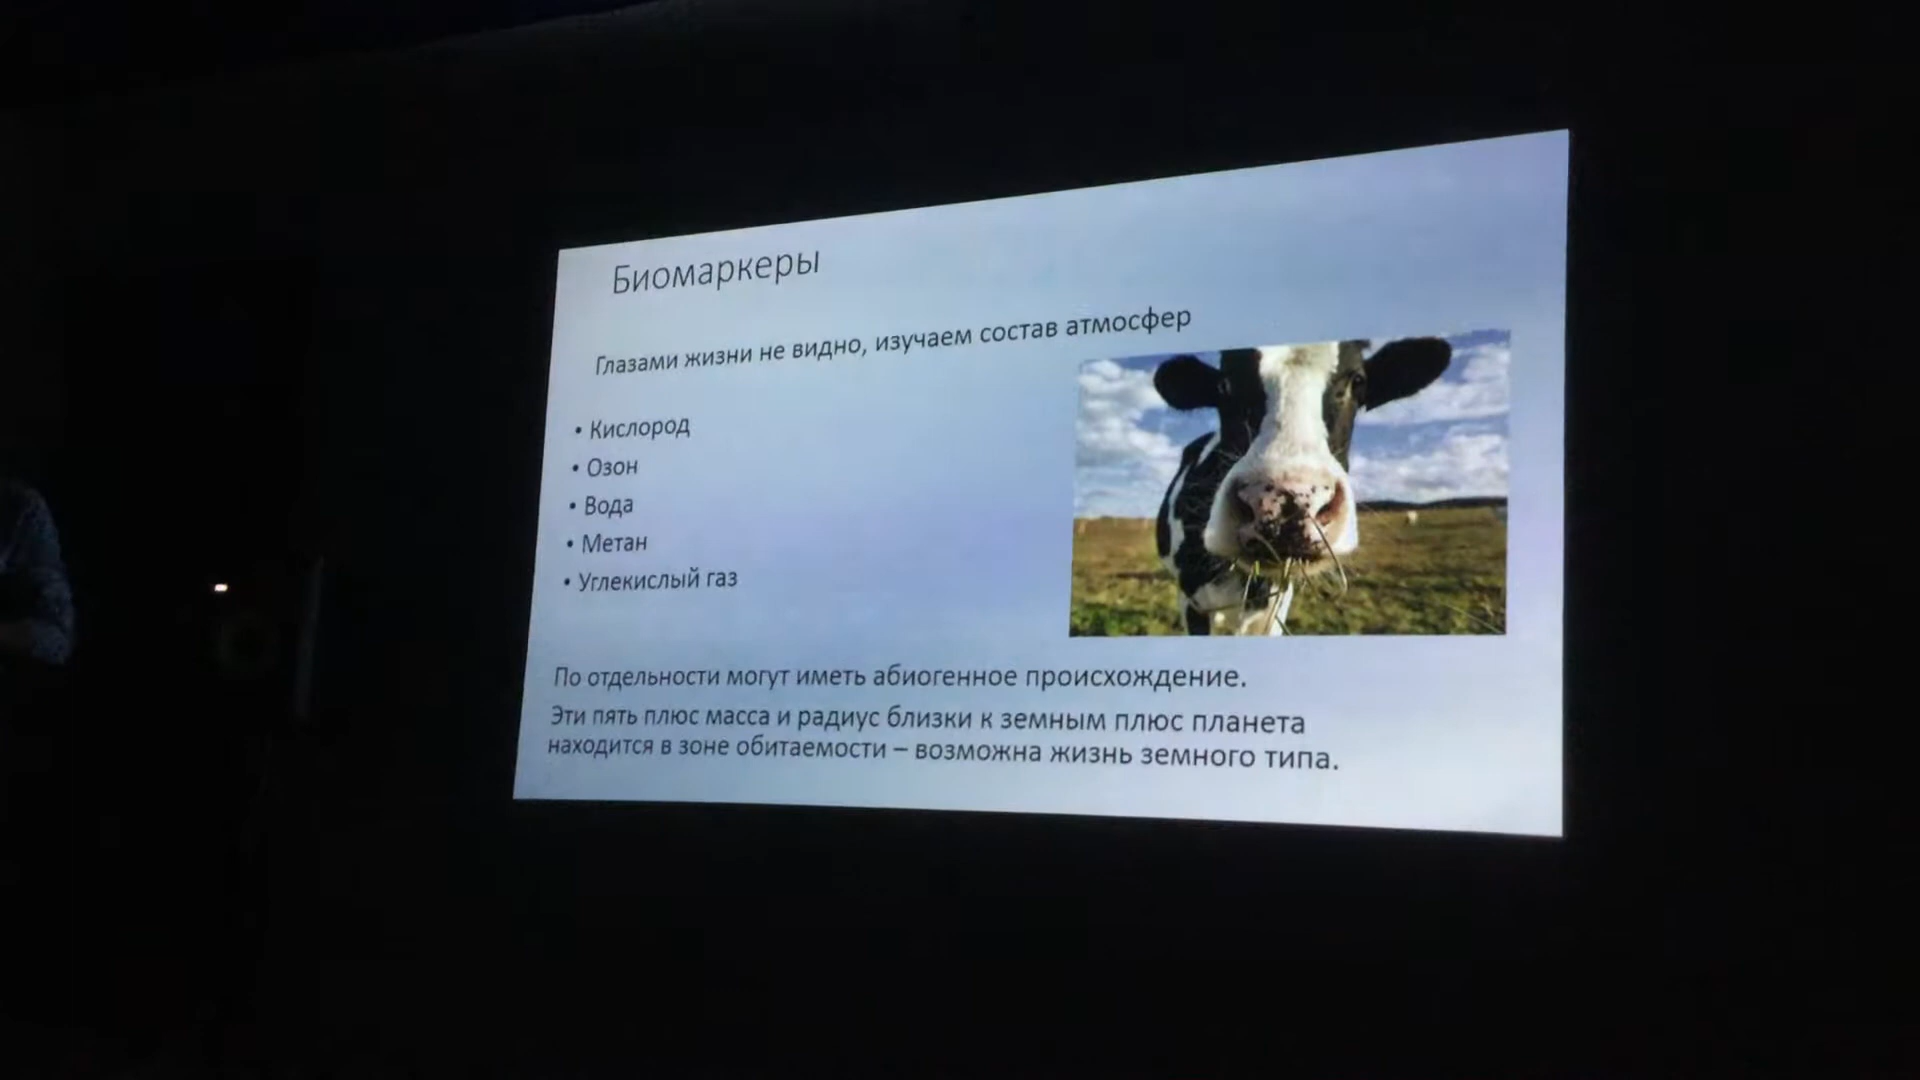 Биомаркеры
Глазами жизни не видно, изучаем состав атмосфер
• Кислород
• Озон
• Вода
• Метан
• Углекислый газ
По отдельности могут иметь абиогенное происхождение.
Эти пять плюс масса и радиус близки к земным плюс планета
находится в зоне обитаемости – возможна жизнь земного типа.